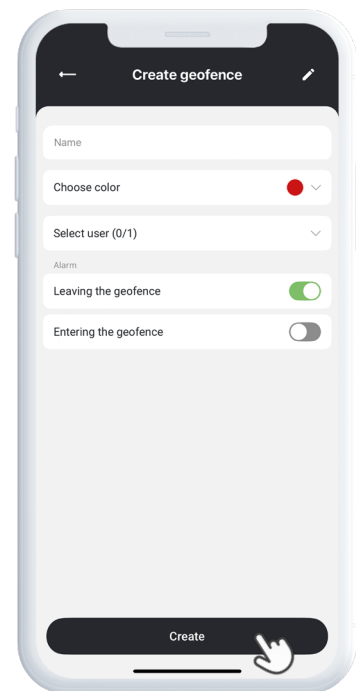 Create geofence
Name
Choose color
Select user (0/1)
Alarm
Leaving the geofence
Entering the geofence
Create